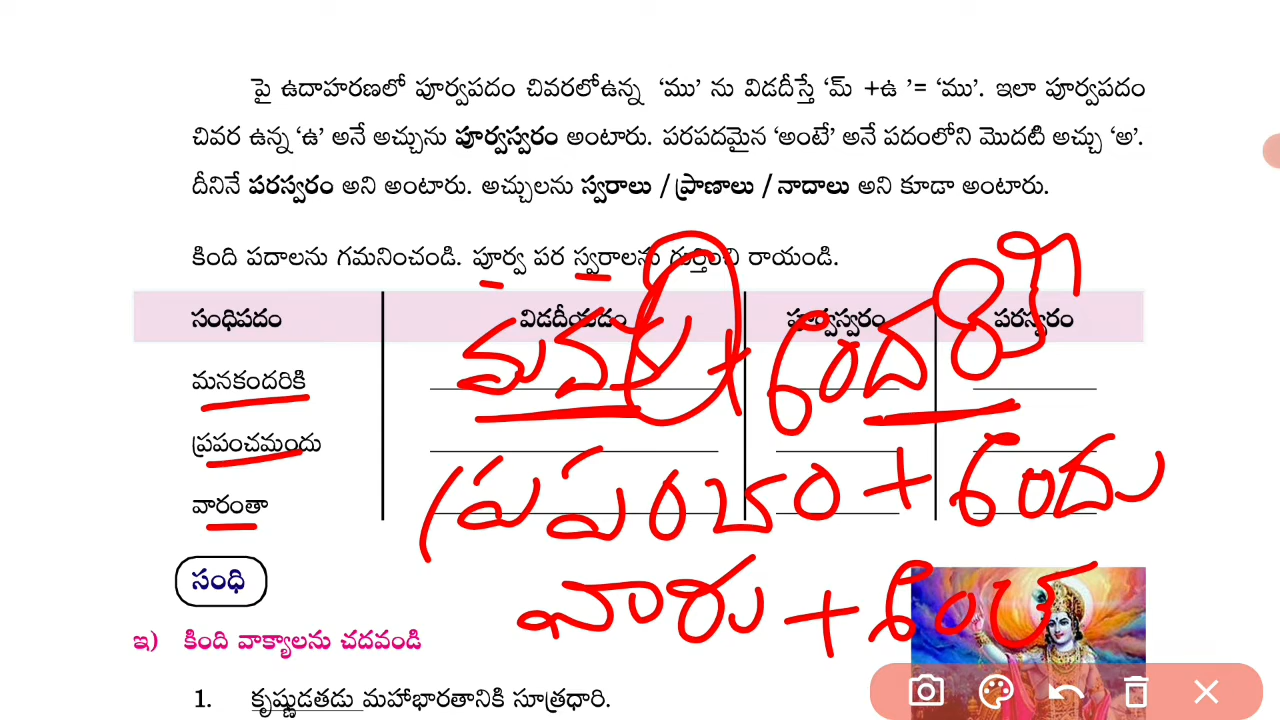 పై ఉదాహరణలో పూర్వపదం చివరలోఉన్న ‘ము’ ను విడదీస్తే ‘మ్ +ఉ ’= ‘ము’. ఇలా పూర్వపదం
చివర ఉన్న ‘ఉ’ అనే అచ్చును పూర్వస్వరం అంటారు. పరపదమైన ‘అంటే’ అనే పదంలోని మొదటి అచ్చు ‘అ’.
దీనినే పరస్వరం అని అంటారు. అచ్చులను స్వరాలు / ప్రాణాలు / నాదాలు అని కూడా అంటారు.
కింది పదాలను గమనించండి. పూర్వ పర స్వరాలను గుర్తించి రాయండి.
సంధిపదం విడదీయడం పూర్వస్వరం పరస్వరం
మనకందరికి మనకి + అందరికి
ప్రపంచమందు ప్రపంచం + అందు
వారంతా వారు + అంత
సంధి
ఇ) కింది వాక్యాలను చదవండి
1. కృష్ణుడతడు మహాభారతానికి సూత్రధారి.